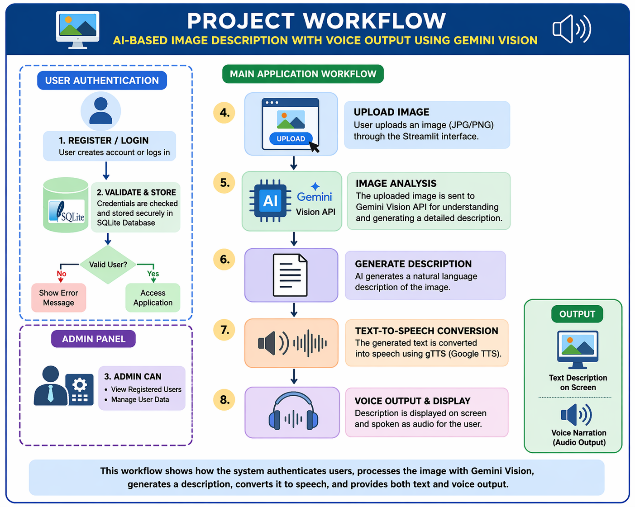 PROJECT WORKFLOW
AI-BASED IMAGE DESCRIPTION WITH VOICE OUTPUT USING GEMINI VISION
USER AUTHENTICATION
1. REGISTER / LOGIN
User creates account or logs in
SQLite
2. VALIDATE & STORE
Credentials are checked
and stored securely in
SQLite Database
Valid User?
No
Yes
Show Error
Message
Access
Application
ADMIN PANEL
3. ADMIN CAN
• View Registered Users
• Manage User Data
MAIN APPLICATION WORKFLOW
4.
UPLOAD
UPLOAD IMAGE
User uploads an image (JPG/PNG)
through the Streamlit interface.
5.
AI
Gemini
Vision API
IMAGE ANALYSIS
The uploaded image is sent to
Gemini Vision API for understanding
and generating a detailed description.
6.
GENERATE DESCRIPTION
AI generates a natural language
description of the image.
7.
TEXT-TO-SPEECH CONVERSION
The generated text is converted
into speech using gTTS (Google TTS).
8.
VOICE OUTPUT & DISPLAY
Description is displayed on screen
and spoken as audio for the user.
OUTPUT
Text Description
on Screen
Voice Narration
(Audio Output)
This workflow shows how the system authenticates users, processes the image with Gemini Vision,
generates a description, converts it to speech, and provides both text and voice output.